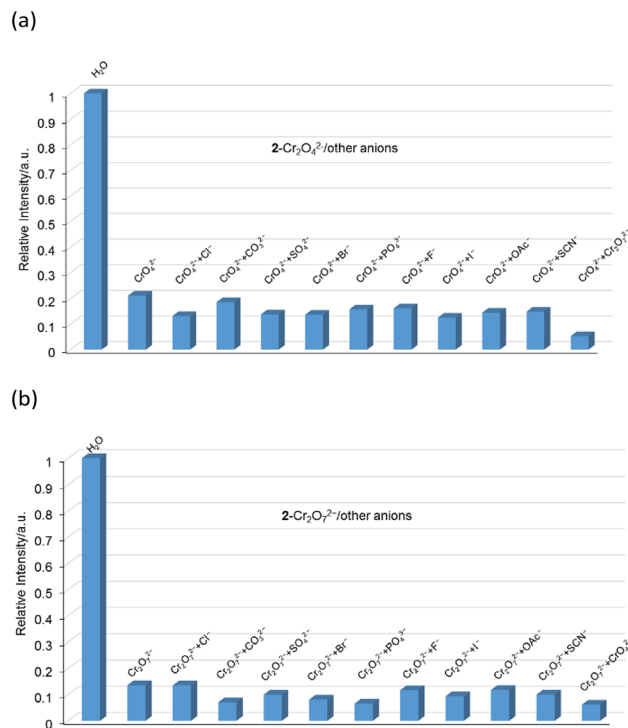 (a)
H₂O
Relative Intensity/a.u.
1
0.9
0.8
0.7
0.6
0.5
0.4
0.3
0.2
0.1
0
2-Cr₂O₄²⁻/other anions
CrO₄²⁻
CrO₄²⁻+Cl⁻
CrO₄²⁻+CO₃²⁻
CrO₄²⁻+SO₄²⁻
CrO₄²⁻+Br⁻
CrO₄²⁻+PO₄³⁻
CrO₄²⁻+F⁻
CrO₄²⁻+I⁻
CrO₄²⁻+OAc⁻
CrO₄²⁻+SCN⁻
CrO₄²⁻+Cr₂O₇²⁻
(b)
H₂O
Relative Intensity/a.u.
1
0.9
0.8
0.7
0.6
0.5
0.4
0.3
0.2
0.1
0
2-Cr₂O₇²⁻/other anions
Cr₂O₇²⁻
Cr₂O₇²⁻+Cl⁻
Cr₂O₇²⁻+CO₃²⁻
Cr₂O₇²⁻+SO₄²⁻
Cr₂O₇²⁻+Br⁻
Cr₂O₇²⁻+PO₄³⁻
Cr₂O₇²⁻+F⁻
Cr₂O₇²⁻+I⁻
Cr₂O₇²⁻+OAc⁻
Cr₂O₇²⁻+SCN⁻
Cr₂O₇²⁻+CrO₄